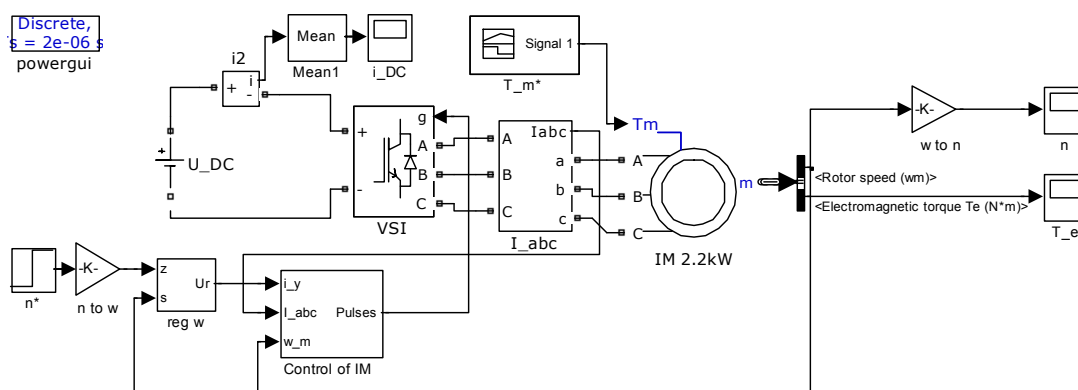 Discrete,
s = 2e-06 s
powergui
i2
+
i
-
Mean
Mean1
i_DC
Signal 1
T_m*
+
U_DC
+
-
g
A
B
C
VSI
A
B
C
Iabc
a
b
c
I_abc
Tm
A
B
C
m
IM 2.2kW
<Rotor speed (wm)>
<Electromagnetic torque Te (N*m)>
-K-
w to n
n
T_e
n*
-K-
n to w
z
s
Ur
reg w
i_y
I_abc
w_m
Pulses
Control of IM